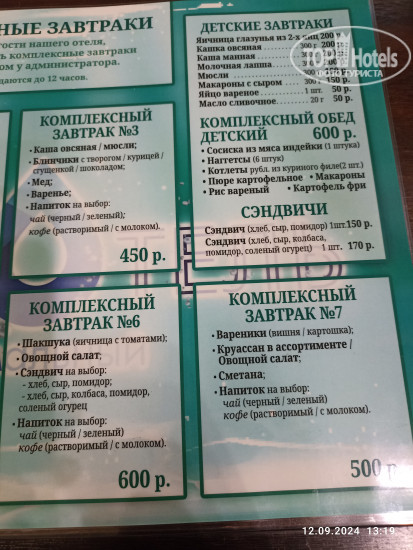 НЫЕ ЗАВТРАКИ
гости нашего отеля,
ь комплексные завтраки
ом у администратора.
даются до 12 часов.
КОМПЛЕКСНЫЙ
ЗАВТРАК №3
• Каша овсяная / мюсли;
• Блинчики с творогом / курицей /
сгущенкой / шоколадом;
• Мед;
• Варенье;
• Напиток на выбор:
чай (черный / зеленый);
кофе (растворимый / с молоком).
450 р.
ДЕТСКИЕ ЗАВТРАКИ
Яичница глазунья из 2-х яиц 200 р.
Кашка овсяная 300 г 200 р.
Каша манная
Молочная лапша
Мюсли
Макароны с сыром 300 г 150 р.
Яйцо вареное 1 шт. 50 р.
Масло сливочное 20 г 50 р.
КОМПЛЕКСНЫЙ ОБЕД
ДЕТСКИЙ 600 р.
• Сосиска из мяса индейки (1 штука)
• Наггетсы (6 штук)
• Котлеты рубл. из куриного филе(2 шт.)
• Пюре картофельное • Макароны
• Рис вареный • Картофель фри
СЭНДВИЧИ
Сэндвич (хлеб, сыр, помидор) 1шт.150 р.
Сэндвич (хлеб, сыр, колбаса,
помидор, соленый огурец) 1 шт. 170 р.
КОМПЛЕКСНЫЙ
ЗАВТРАК №6
• Шакшука (яичница с томатами);
• Овощной салат;
• Сэндвич на выбор:
- хлеб, сыр, помидор;
- хлеб, сыр, колбаса, помидор,
соленый огурец
• Напиток на выбор:
чай (черный / зеленый)
кофе (растворимый / с молоком).
600 р.
КОМПЛЕКСНЫЙ
ЗАВТРАК №7
• Вареники (вишня / картошка);
• Круассан в ассортименте /
Овощной салат;
• Сметана;
• Напиток на выбор:
чай (черный / зеленый)
кофе (растворимый / с молоком).
500 р.
12.09.2024 13:19